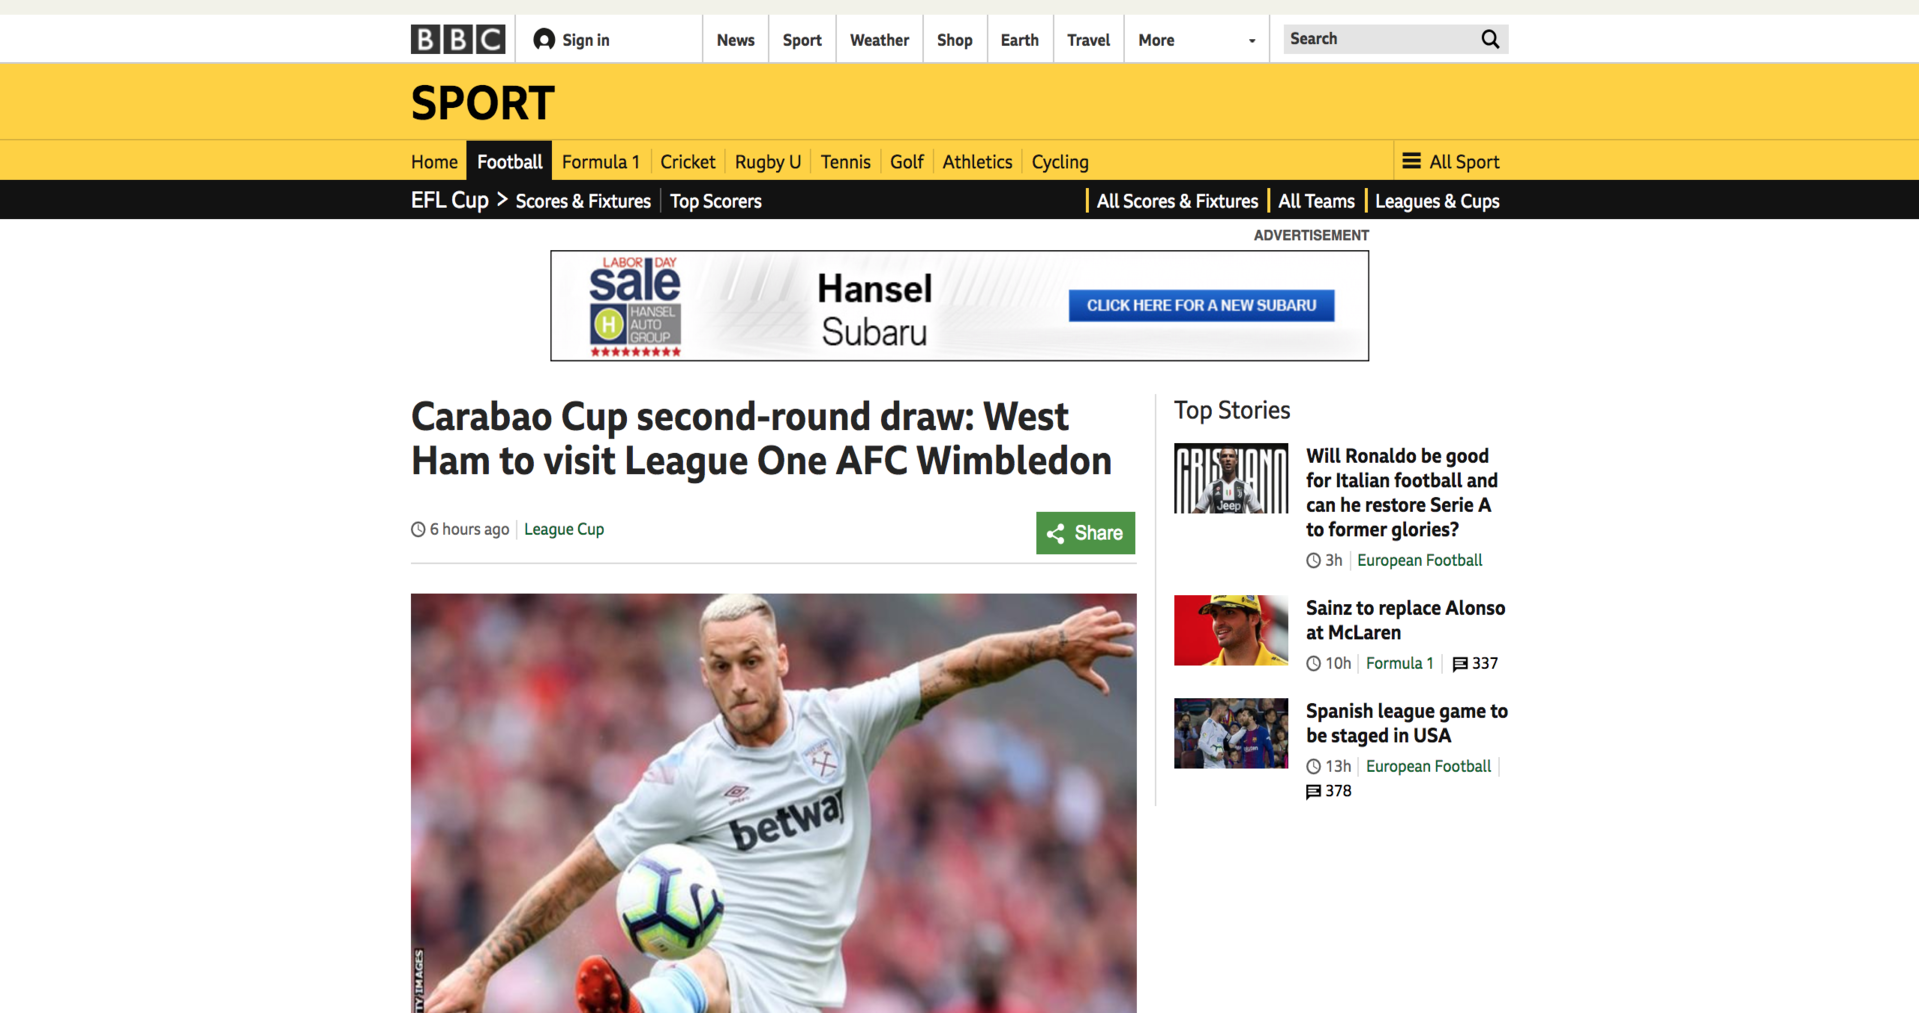 BBC
Sign in
News
Sport
Weather
Shop
Earth
Travel
More
Search
SPORT
Home
Football
Formula 1
Cricket
Rugby U
Tennis
Golf
Athletics
Cycling
All Sport
EFL Cup > Scores & Fixtures
Top Scorers
All Scores & Fixtures
All Teams
Leagues & Cups
ADVERTISEMENT
LABOR DAY
sale
H HANSEL
AUTO
GROUP
Hansel
Subaru
CLICK HERE FOR A NEW SUBARU
Carabao Cup second-round draw: West
Ham to visit League One AFC Wimbledon
6 hours ago
League Cup
Share
betway
umbro
TY IMAGES
Top Stories
CRISTIANO
Jeep
Will Ronaldo be good
for Italian football and
can he restore Serie A
to former glories?
3h
European Football
Sainz to replace Alonso
at McLaren
10h
Formula 1
337
Spanish league game to
be staged in USA
13h
European Football
378